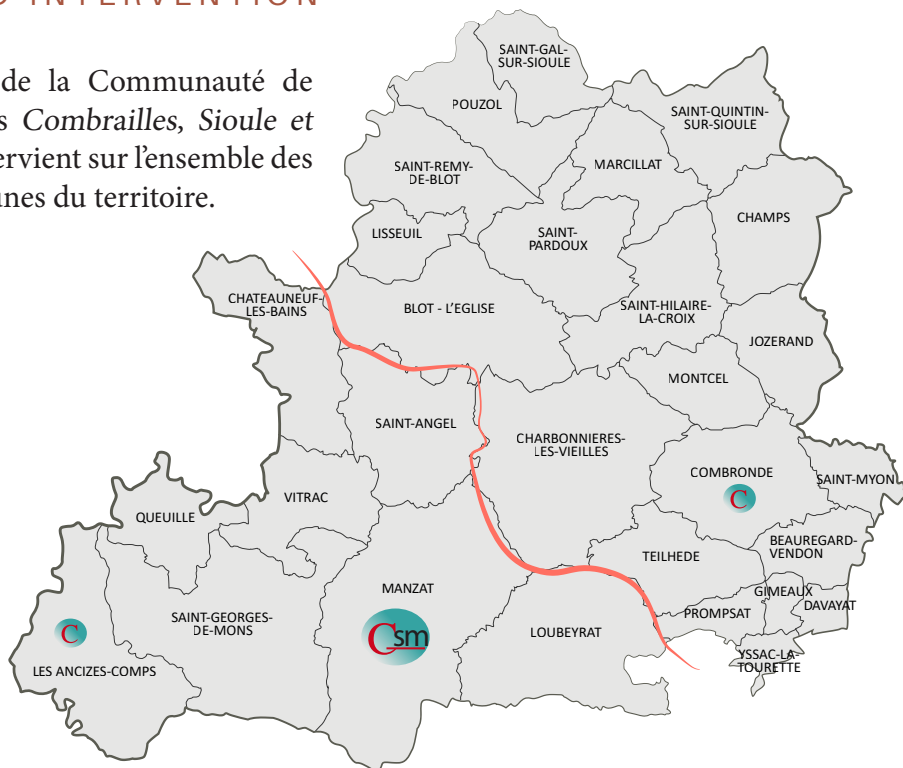 INTERVENTION
de la Communauté de
Combrailles, Sioule et
sur l'ensemble des
du territoire.
SAINT-GAL-
SUR-SIOULE
POUZOL
SAINT-QUINTIN-
SUR-SIOULE
SAINT-REMY-
DE-BLOT
MARCILLAT
LISSEUIL
SAINT-
PARDOUX
CHAMPS
CHATEAUNEUF-
LES-BAINS
BLOT - L'EGLISE
SAINT-HILAIRE-
LA-CROIX
JOZERAND
MONTCEL
SAINT-ANGEL
CHARBONNIERES-
LES-VIEILLES
COMBRONDE
C
SAINT-MYON
VITRAC
QUEUILLE
BEAUREGARD-
VENDON
TEILHEDE
MANZAT
Csm
GIMEAUX
DAVAYAT
PROMPSAT
SAINT-GEORGES-
DE-MONS
LOUBEYRAT
C
LES ANCIZES-COMPS
YSSAC-LA-
TOURETTE